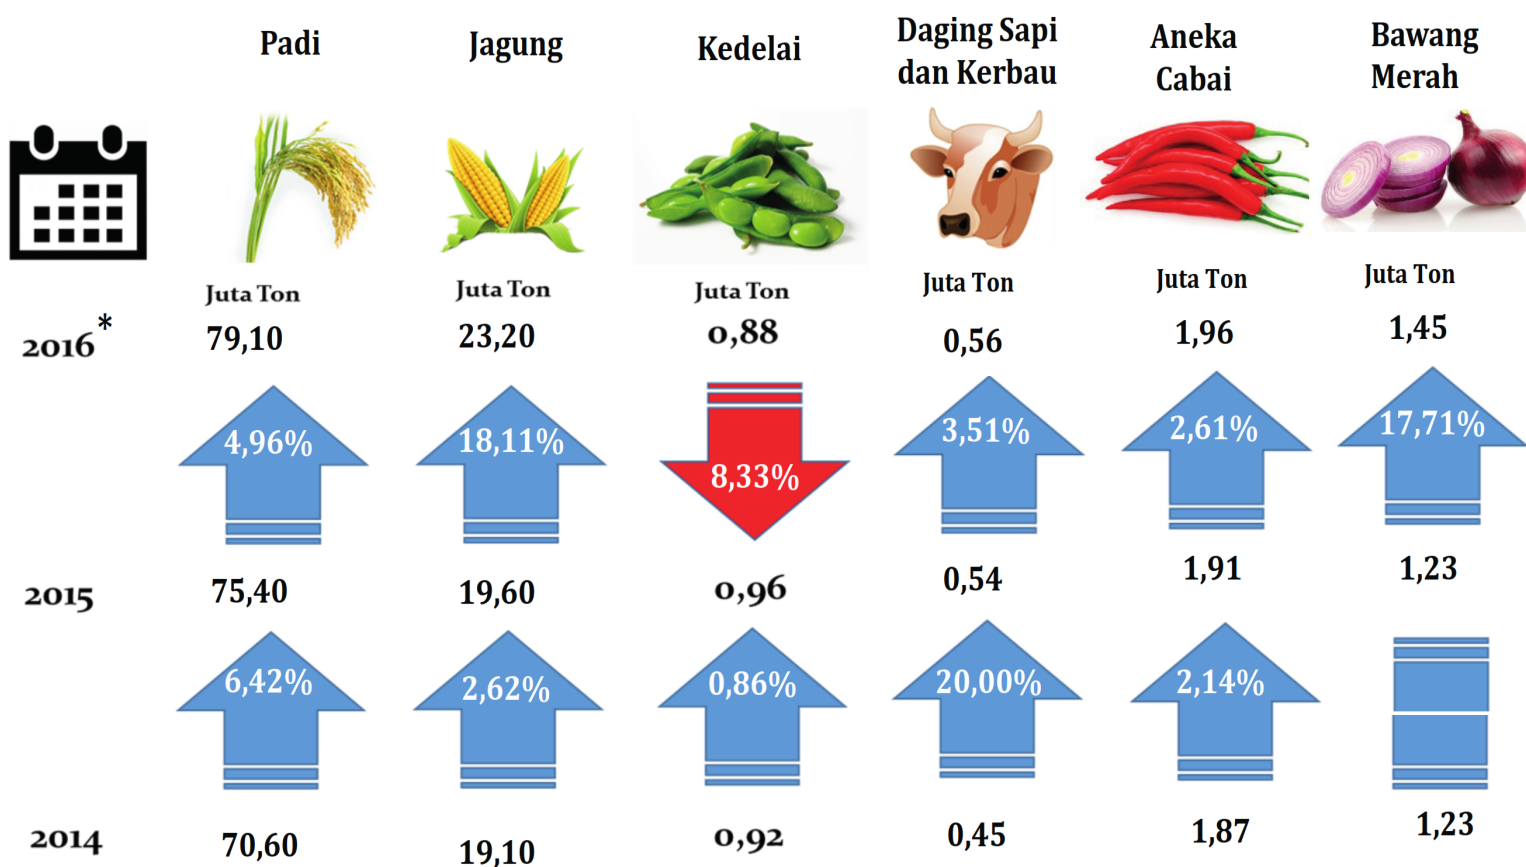 Padi
Jagung
Kedelai
Daging Sapi
dan Kerbau
Aneka
Cabai
Bawang
Merah
Juta Ton
Juta Ton
Juta Ton
Juta Ton
Juta Ton
Juta Ton
2016*
79,10
23,20
0,88
0,56
1,96
1,45
4,96%
18,11%
8,33%
3,51%
2,61%
17,71%
2015
75,40
19,60
0,96
0,54
1,91
1,23
6,42%
2,62%
0,86%
20,00%
2,14%
2014
70,60
19,10
0,92
0,45
1,87
1,23